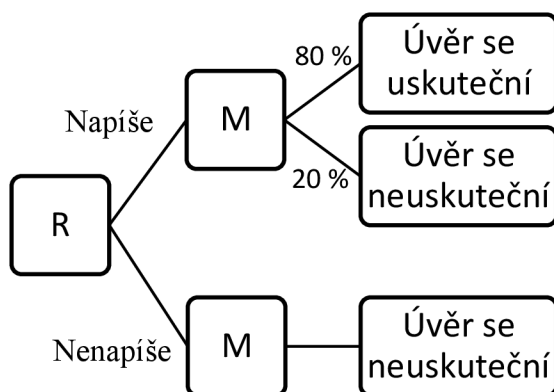 80 %
Úvěr se
uskuteční
Napíše
M
20 %
Úvěr se
neuskuteční
R
Nenapíše
M
Úvěr se
neuskuteční